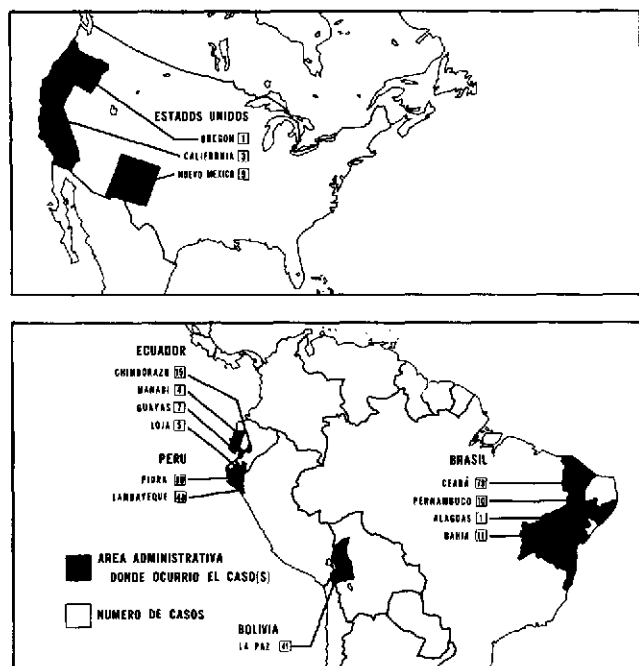 ESTADOS UNIDOS
OREGON 1
CALIFORNIA 3
NUEVO MEXICO
ECUADOR
CHIMBORAZO
MANABI 4
GUAYAS 7
LOJA 5
PERU
PIURA
LAMBAYEQUE
BRASIL
CEARÁ
PERNAMBUCO 10
ALAGOAS 1
BAHIA 11
AREA ADMINISTRATIVA
DONDE OCURRIO EL CASO(S)
NUMERO DE CASOS
BOLIVIA
LA PAZ 41